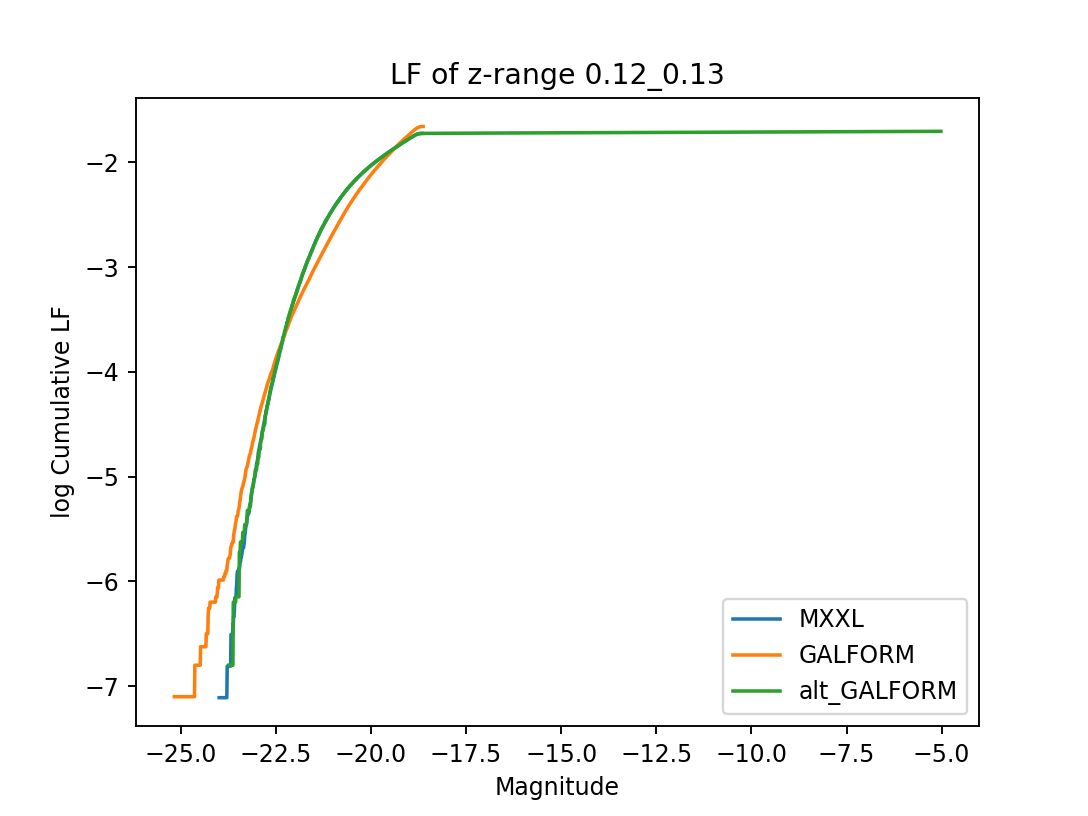 LF of z-range 0.12_0.13
−2
−3
−4
−5
−6
−7
log Cumulative LF
MXXL
GALFORM
alt_GALFORM
−25.0 −22.5 −20.0 −17.5 −15.0 −12.5 −10.0 −7.5 −5.0
Magnitude